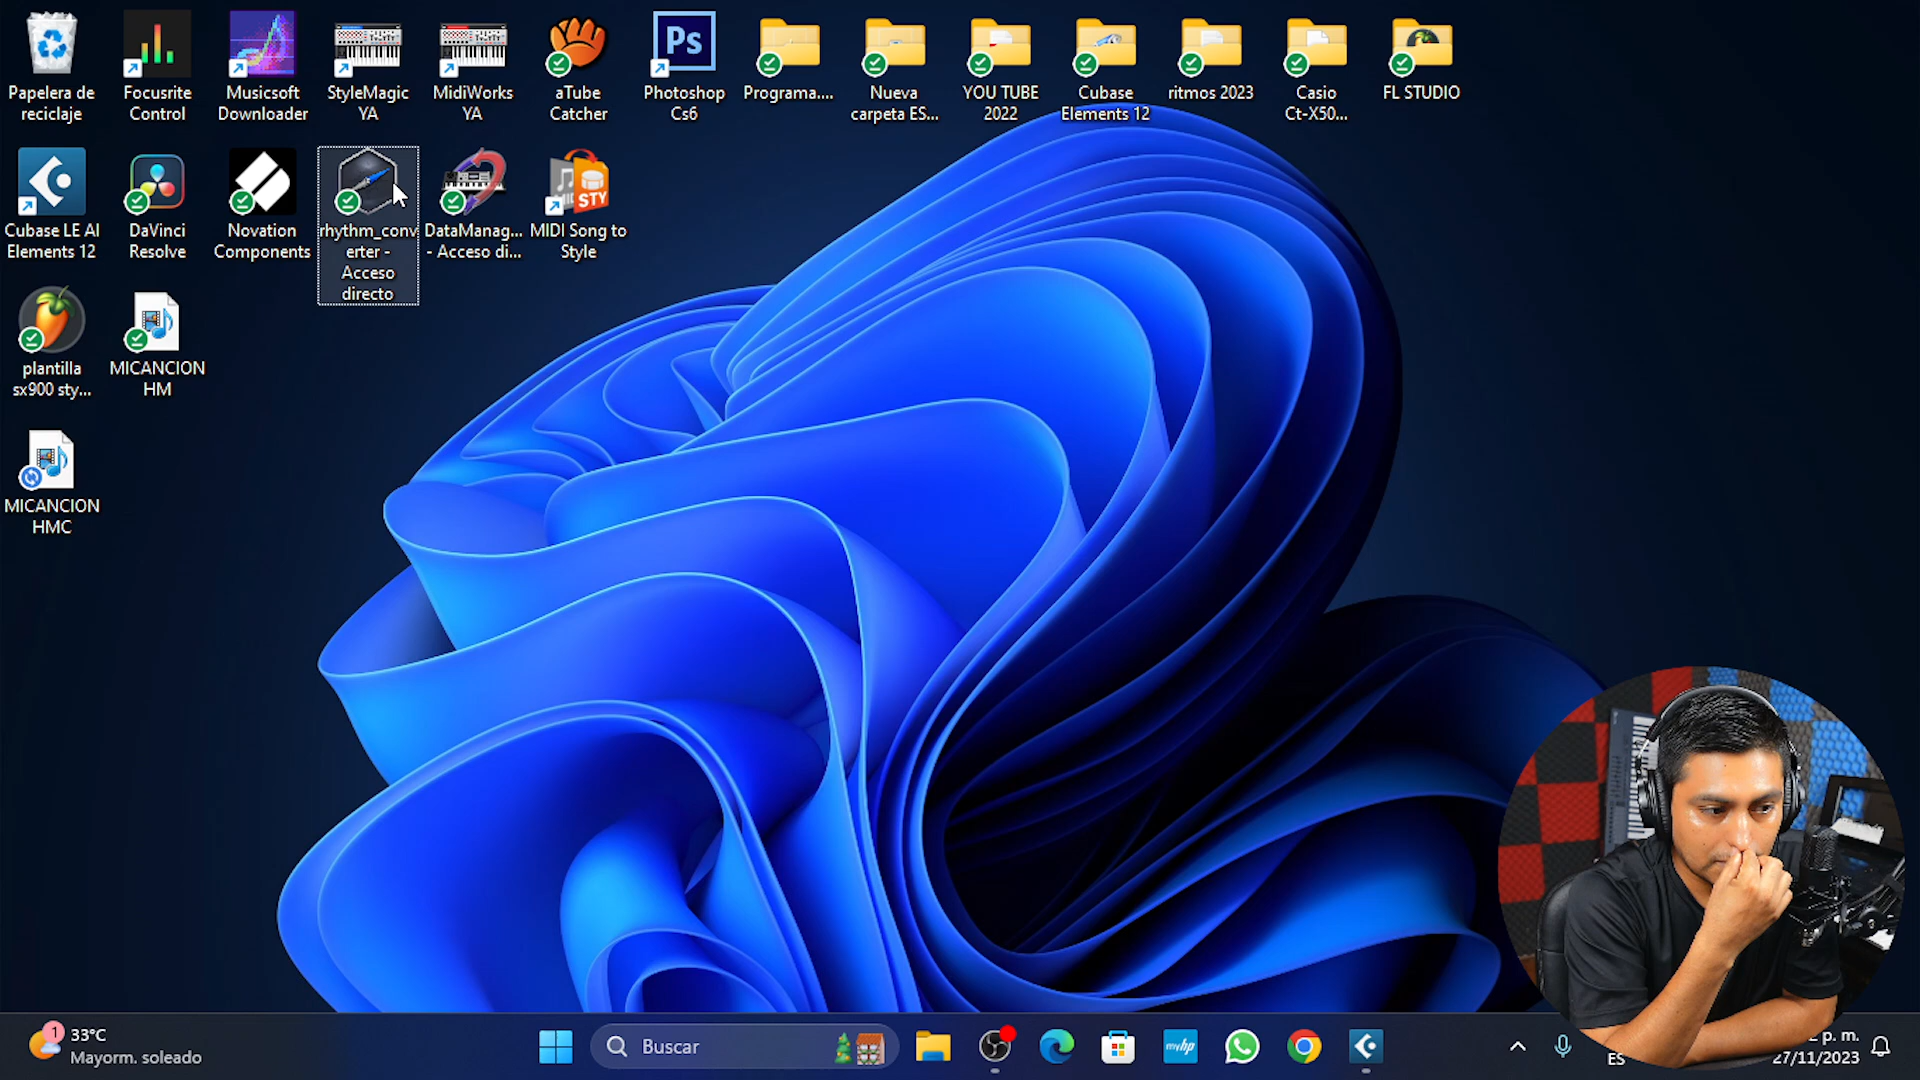 Papelera de
reciclaje
Focusrite
Control
Musicsoft
Downloader
StyleMagic
YA
MidiWorks
YA
aTube
Catcher
Ps
Photoshop
Cs6
Programa....
Nueva
carpeta ES...
YOU TUBE
2022
Cubase
Elements 12
ritmos 2023
Casio
Ct-X50...
FL STUDIO
Cubase LE AI
Elements 12
DaVinci
Resolve
Novation
Components
rhythm_conv
erter -
Acceso
directo
DataManag...
- Acceso di...
STY
MIDI Song to
Style
plantilla
sx900 sty...
MICANCION
HM
MICANCION
HMC
1
33°C
Mayorm. soleado
Buscar
myhp
ES
p. m.
27/11/2023